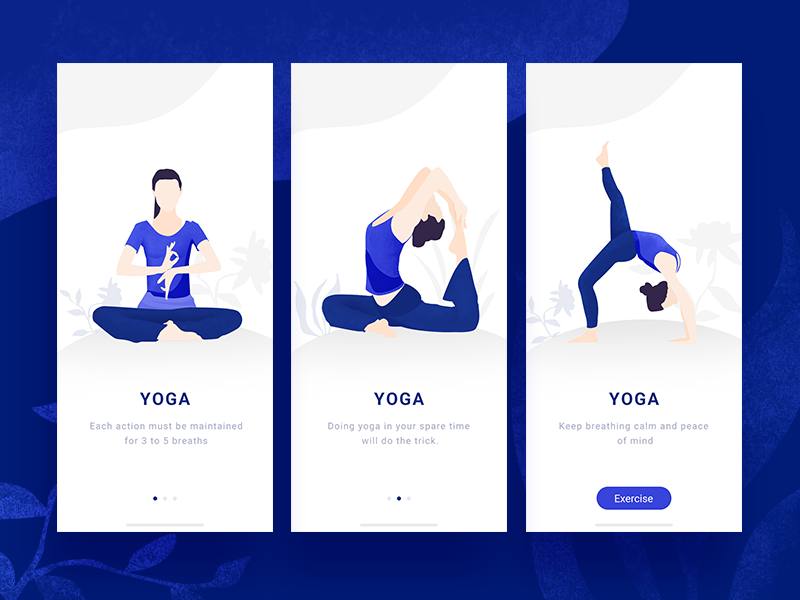 YOGA
Each action must be maintained
for 3 to 5 breaths
YOGA
Doing yoga in your spare time
will do the trick.
YOGA
Keep breathing calm and peace
of mind
Exercise